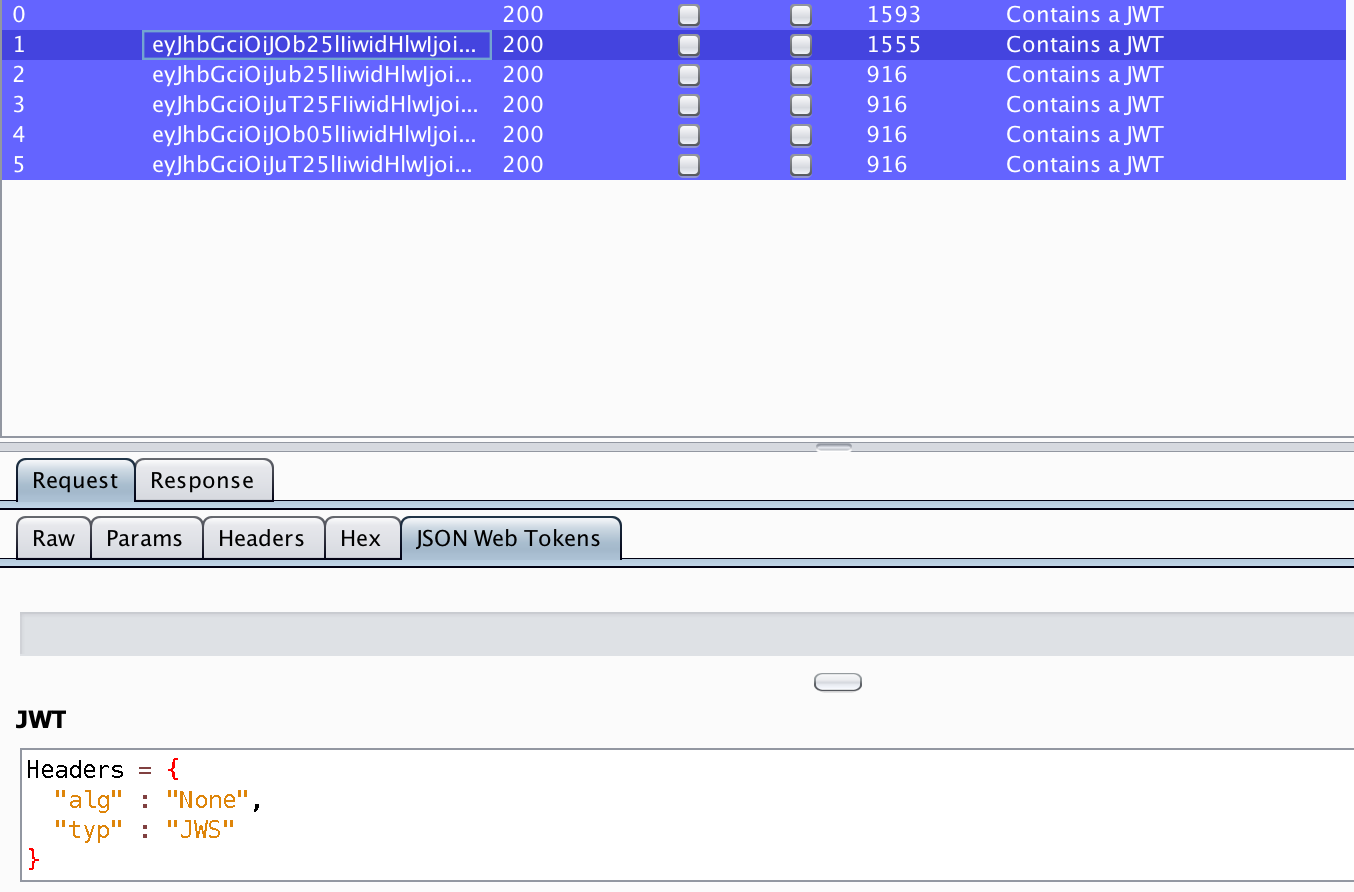 0 200 1593 Contains a JWT
1 eyJhbGciOiJOb25lIiwidHlwIjoi... 200 1555 Contains a JWT
2 eyJhbGciOiJub25lIiwidHlwIjoi... 200 916 Contains a JWT
3 eyJhbGciOiJuT25FIiwidHlwIjoi... 200 916 Contains a JWT
4 eyJhbGciOiJOb05lIiwidHlwIjoi... 200 916 Contains a JWT
5 eyJhbGciOiJuT25lIiwidHlwIjoi... 200 916 Contains a JWT
Request Response
Raw Params Headers Hex JSON Web Tokens
JWT
Headers = {
"alg" : "None",
"typ" : "JWS"
}